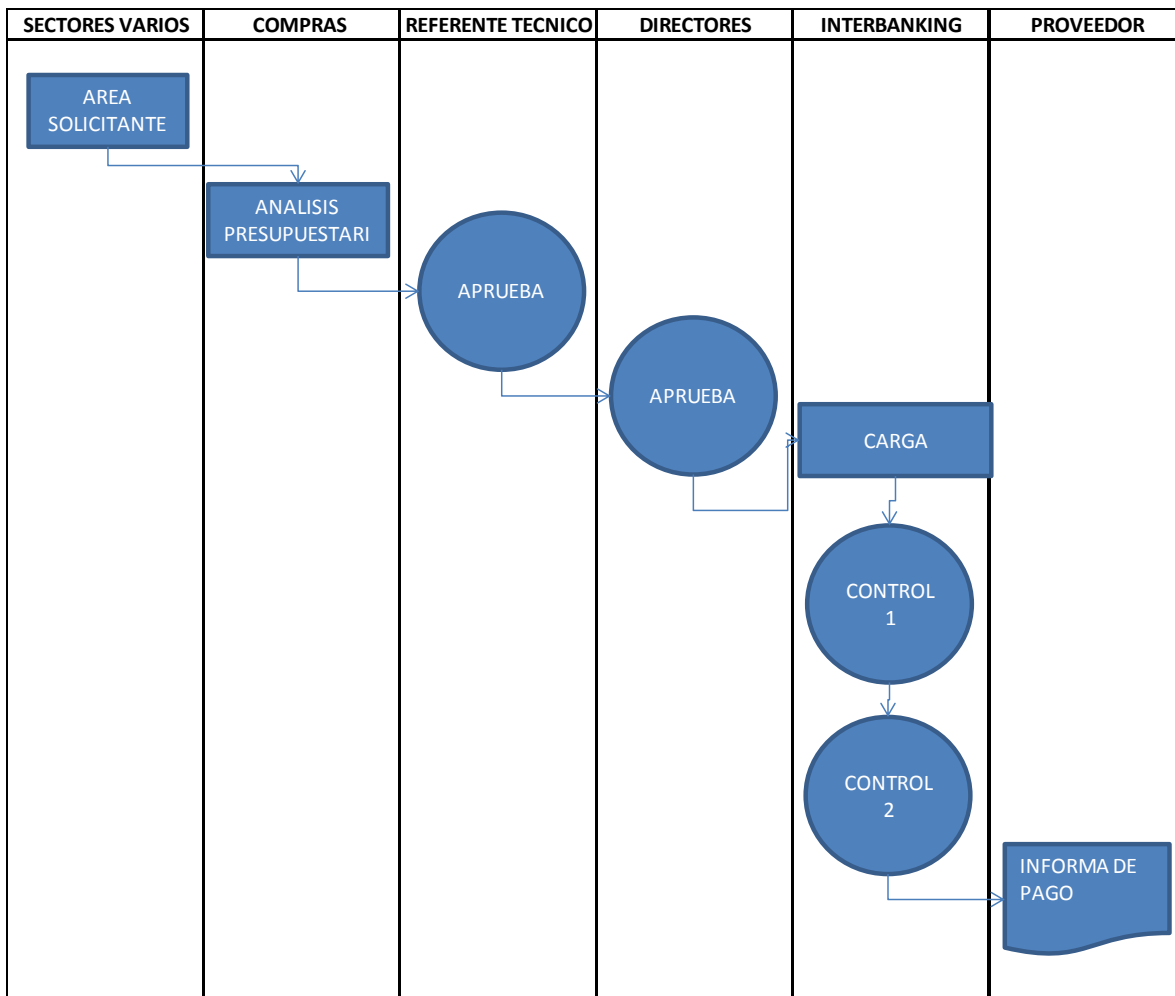 SECTORES VARIOS COMPRAS REFERENTE TECNICO DIRECTORES INTERBANKING PROVEEDOR
AREA
SOLICITANTE
ANALISIS
PRESUPUESTARI
APRUEBA
APRUEBA
CARGA
CONTROL
1
CONTROL
2
INFORMA DE
PAGO